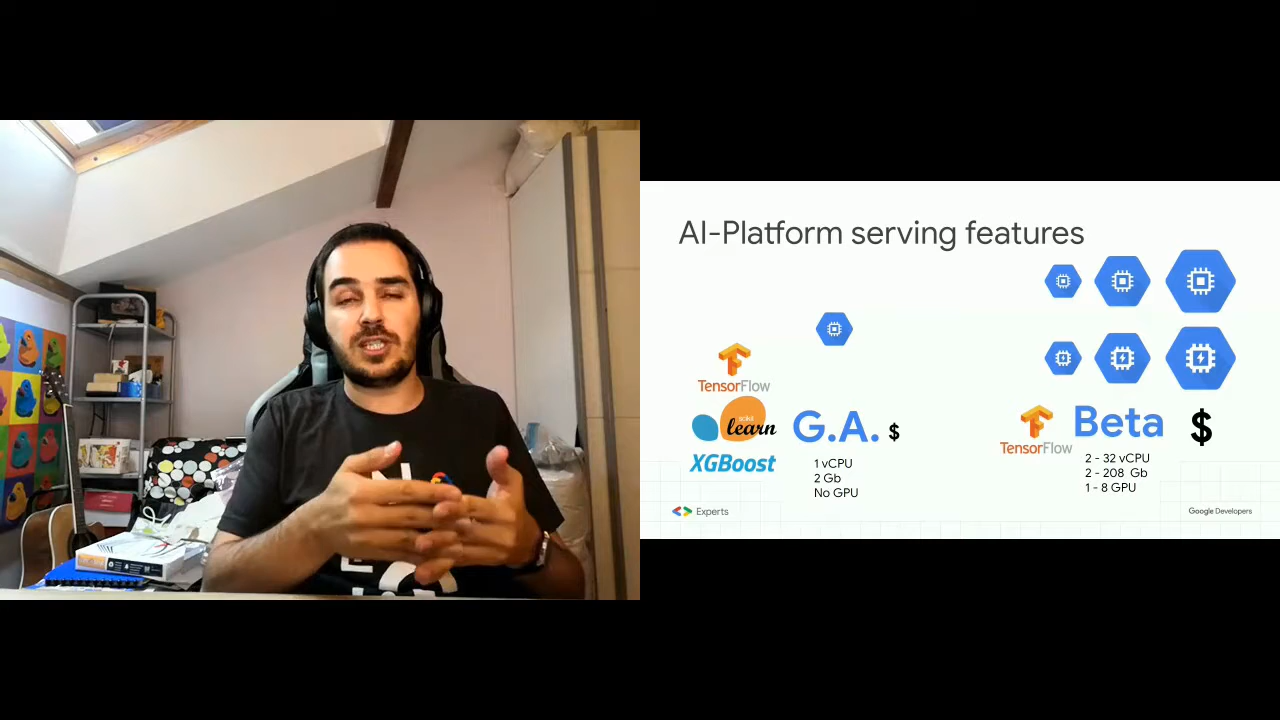 AI-Platform serving features
TensorFlow
scikit
learn
XGBoost
G.A. $
1 vCPU
2 Gb
No GPU
TensorFlow
Beta $
2 - 32 vCPU
2 - 208 Gb
1 - 8 GPU
Experts
Google Developers